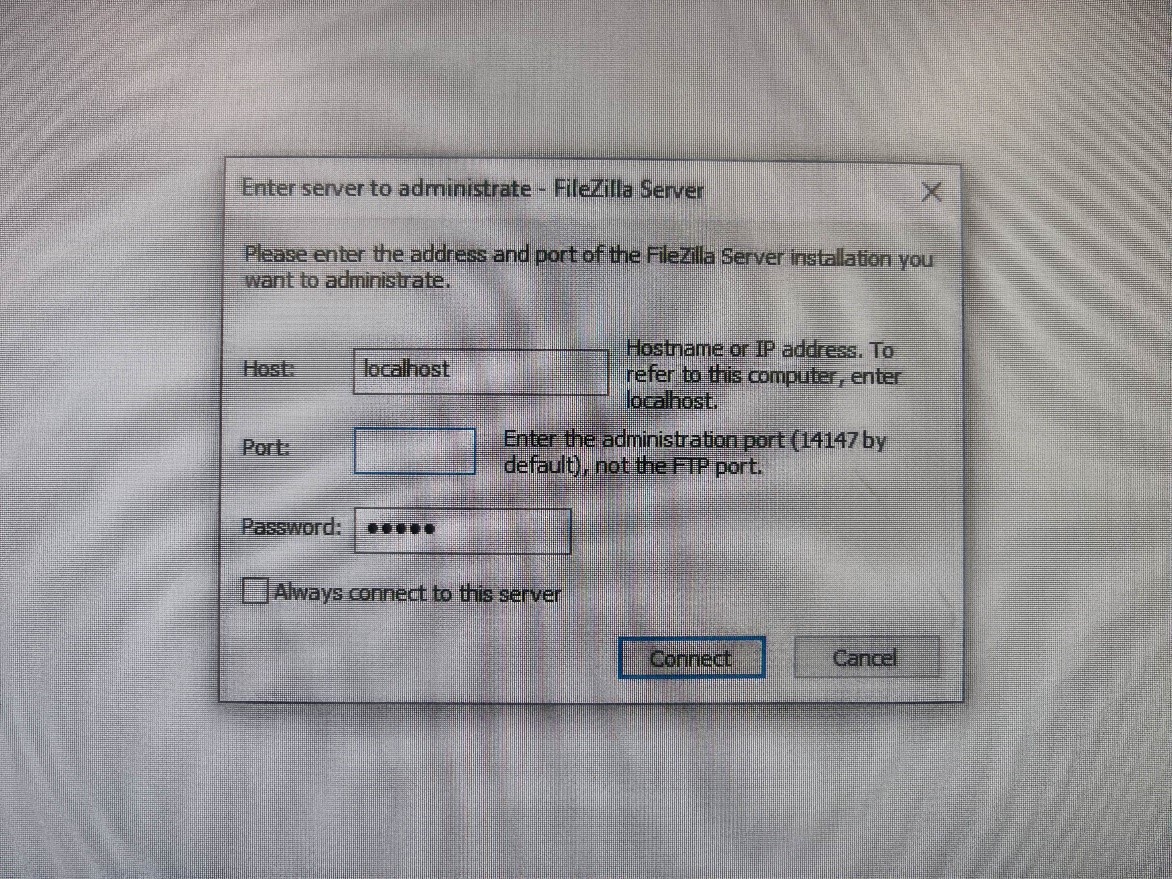 Enter server to administrate - FileZilla Server
Please enter the address and port of the FileZilla Server installation you
want to administrate.
Host:
localhost
Hostname or IP address. To
refer to this computer, enter
localhost.
Port:
Enter the administration port (14147 by
default), not the FTP port.
Password:
●●●●●
Always connect to this server
Connect
Cancel